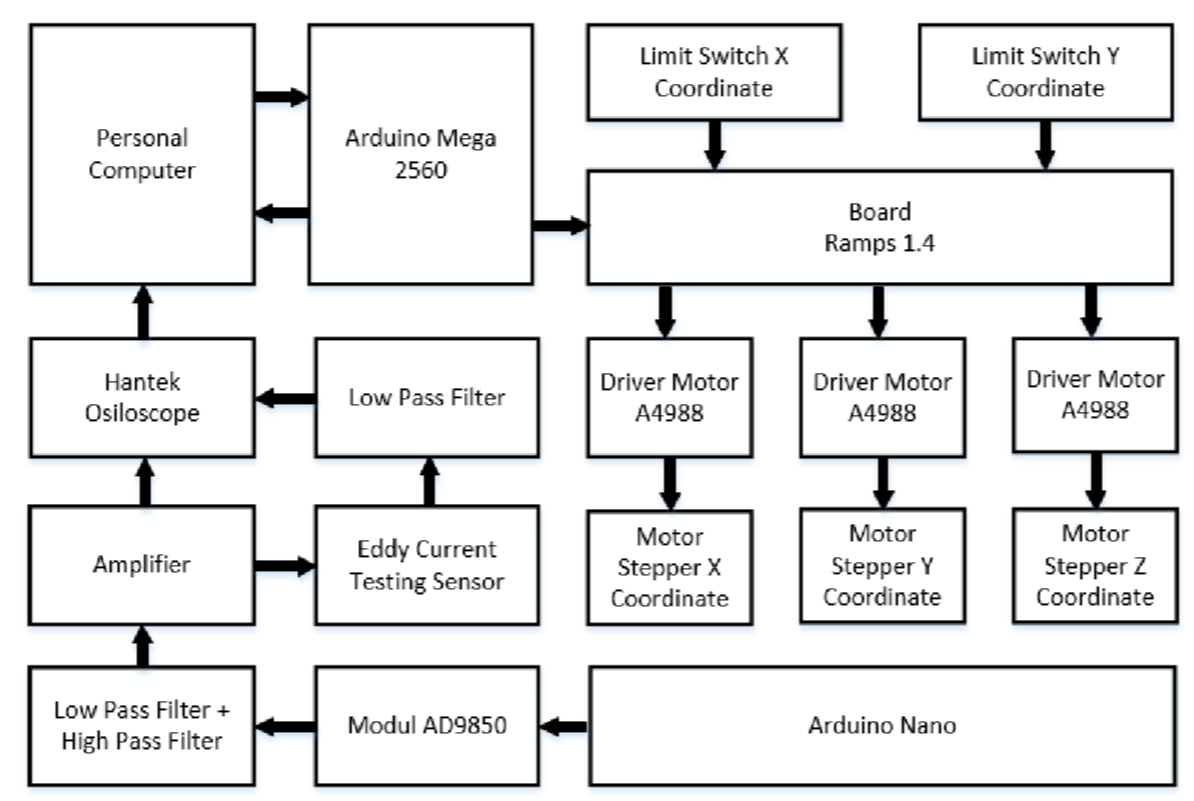 Personal
Computer
Arduino Mega
2560
Limit Switch X
Coordinate
Limit Switch Y
Coordinate
Board
Ramps 1.4
Hantek
Osiloscope
Low Pass Filter
Driver Motor
A4988
Driver Motor
A4988
Driver Motor
A4988
Amplifier
Eddy Current
Testing Sensor
Motor
Stepper X
Coordinate
Motor
Stepper Y
Coordinate
Motor
Stepper Z
Coordinate
Low Pass Filter +
High Pass Filter
Modul AD9850
Arduino Nano